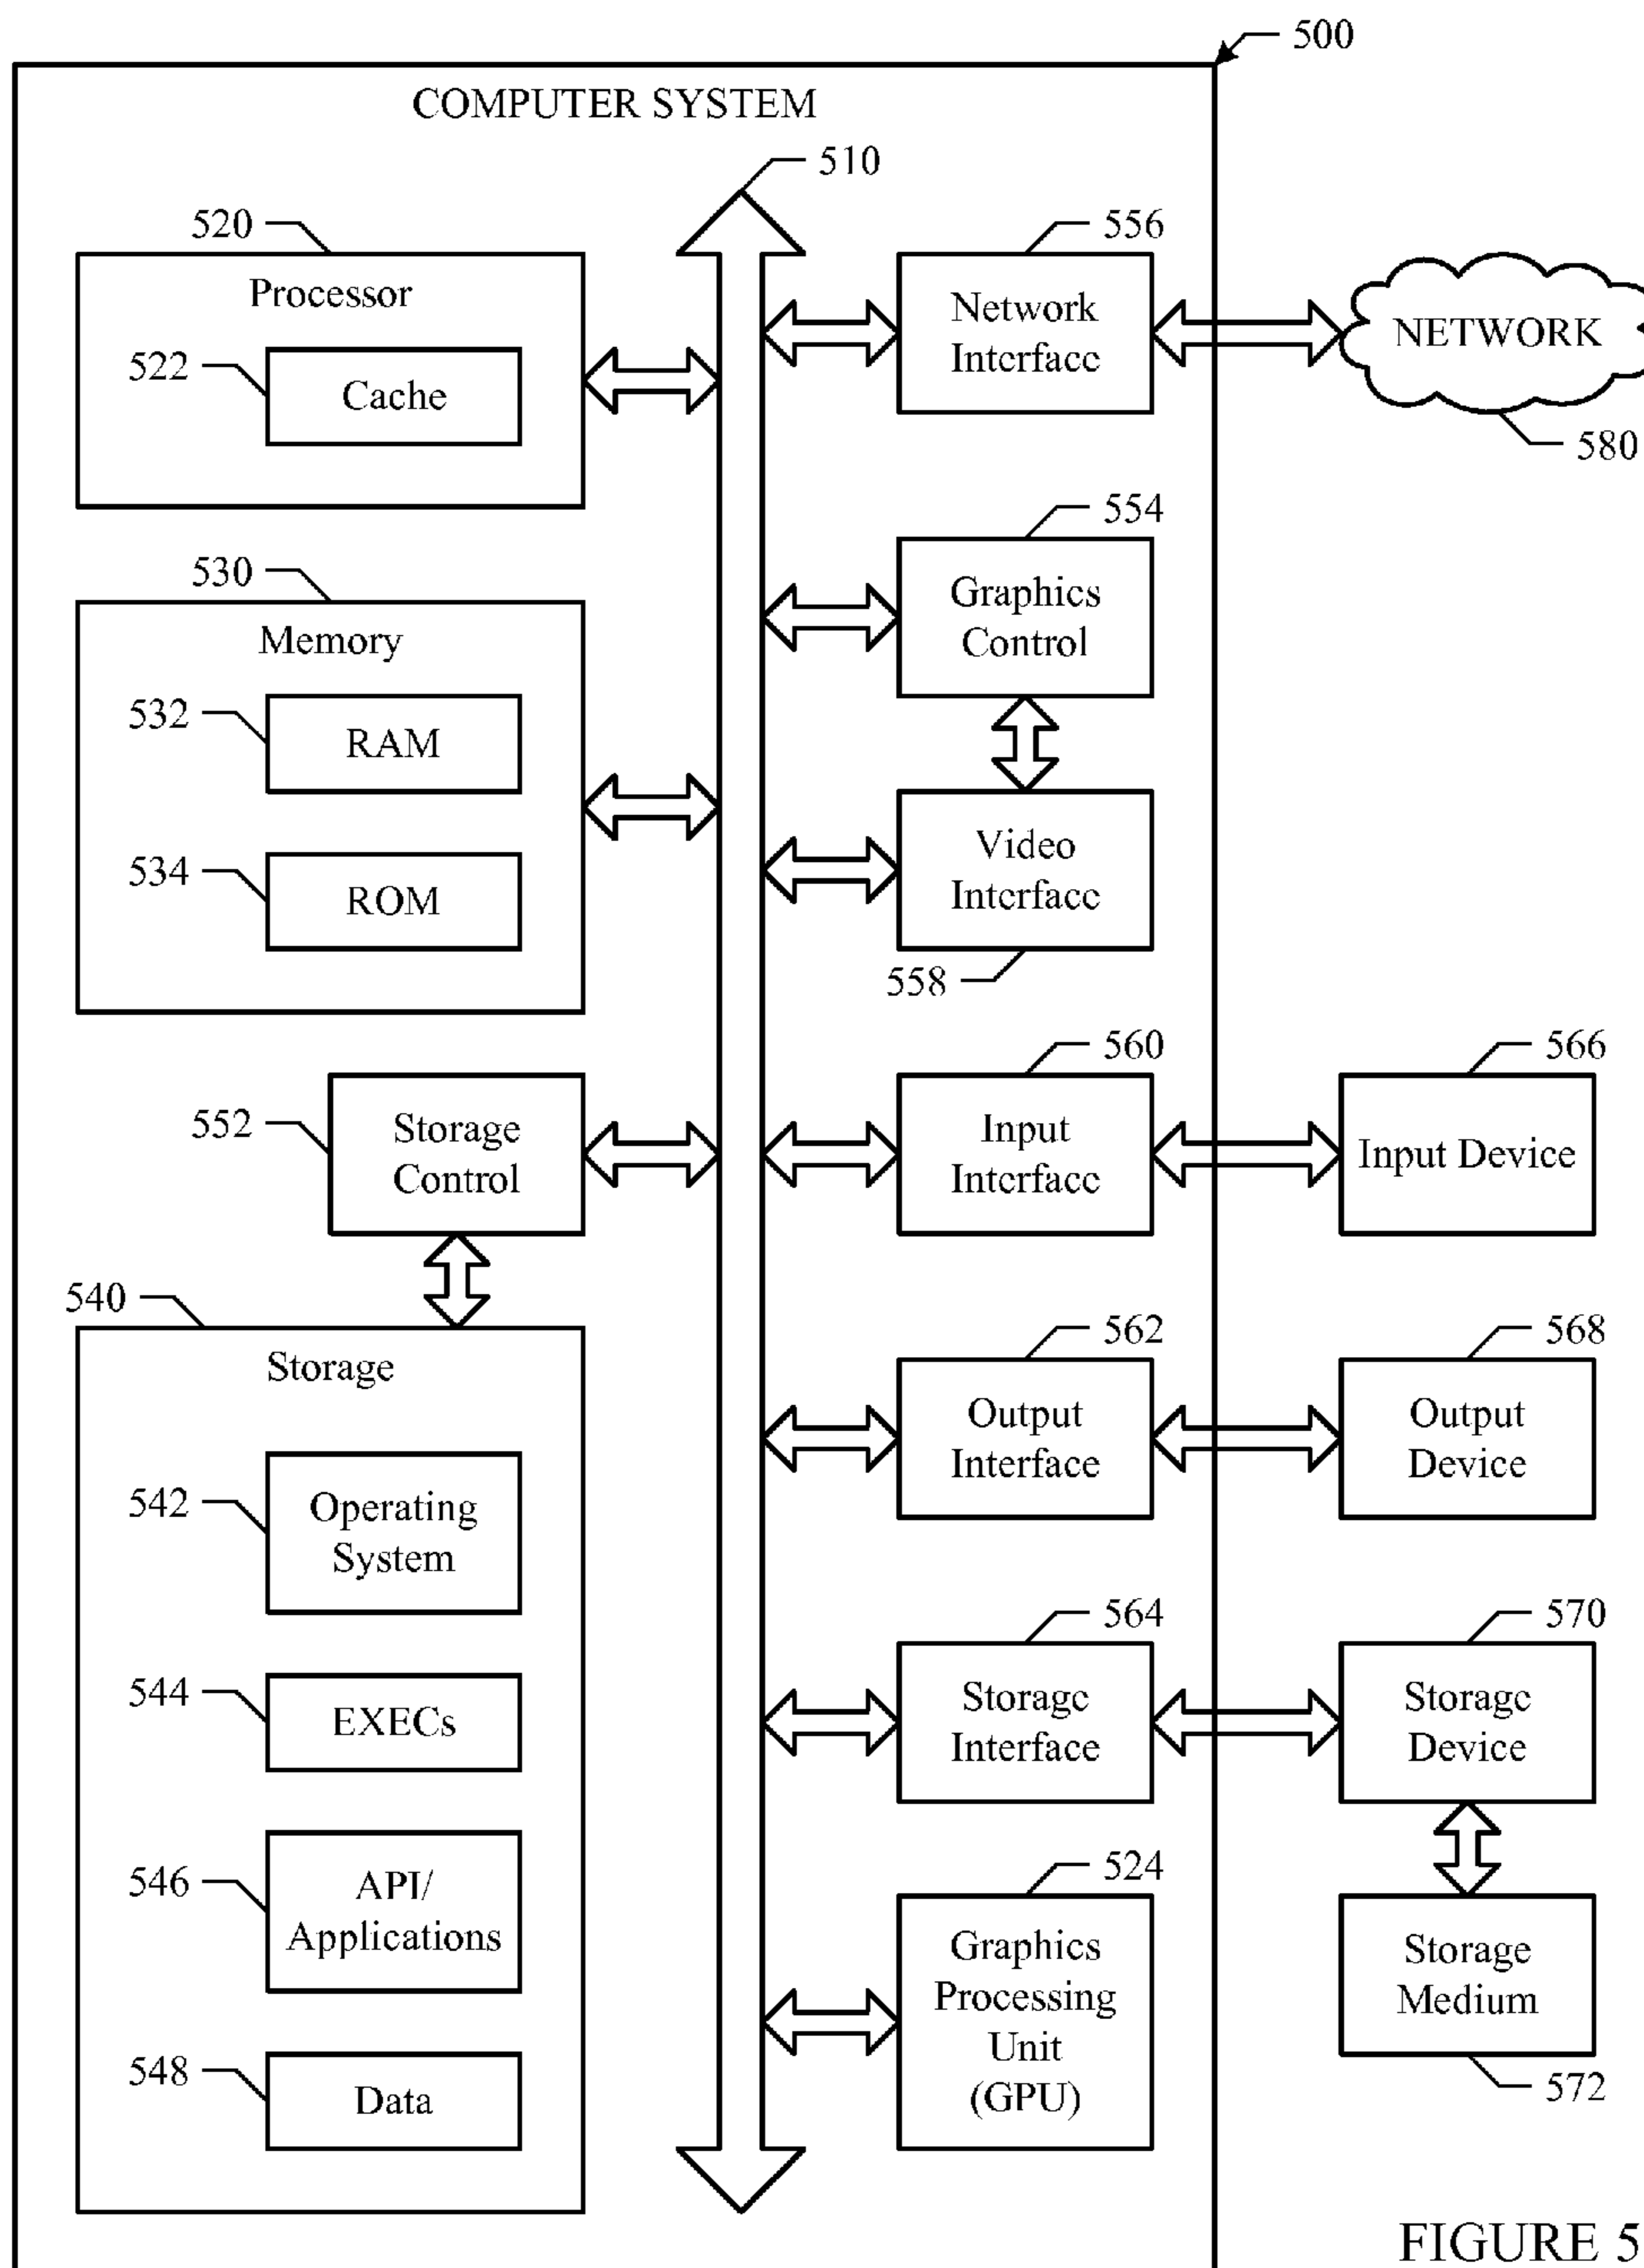 500
COMPUTER SYSTEM
510
520
Processor
522
Cache
530
Memory
532
RAM
534
ROM
552
Storage
Control
540
Storage
542
Operating
System
544
EXECs
546
API/
Applications
548
Data
556
Network
Interface
NETWORK
580
554
Graphics
Control
Video
Interface
558
560
Input
Interface
566
Input Device
562
Output
Interface
568
Output
Device
564
Storage
Interface
570
Storage
Device
524
Graphics
Processing
Unit
(GPU)
Storage
Medium
572
FIGURE 5